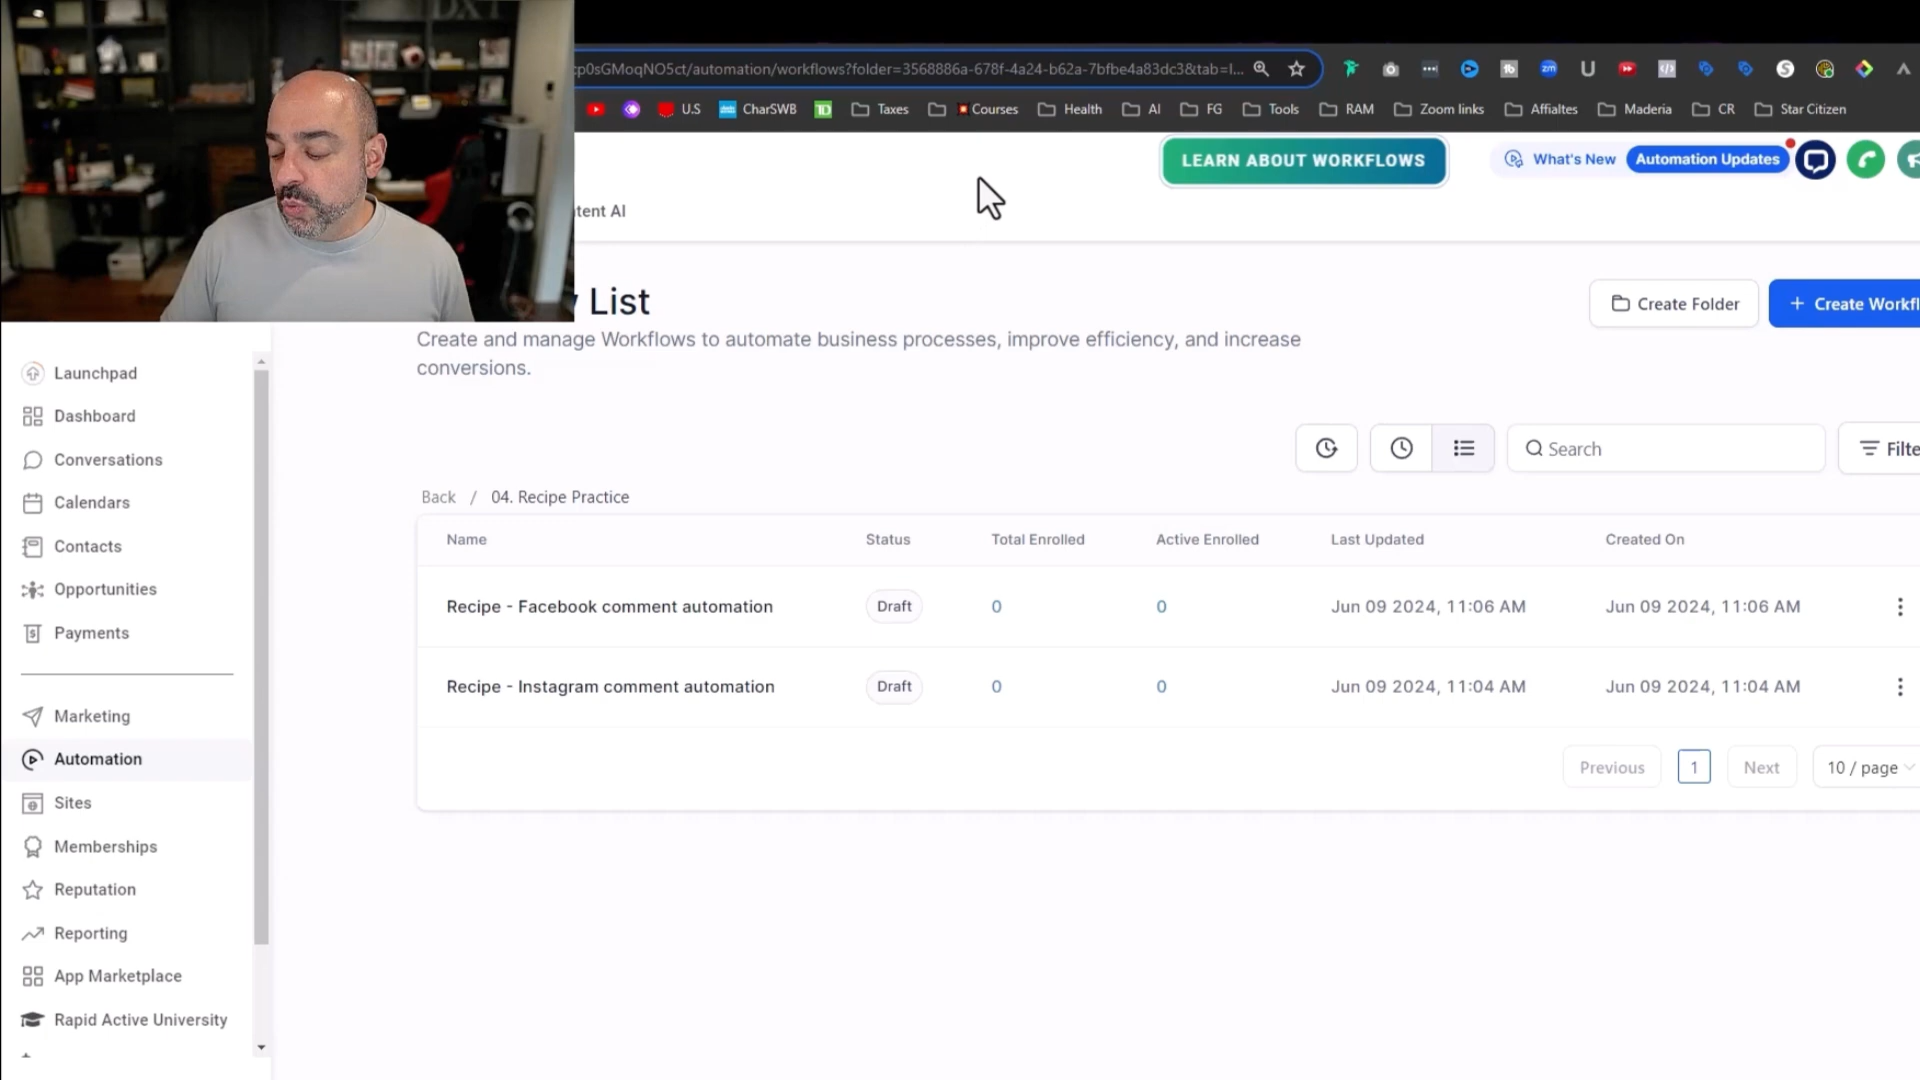 DXT
cp0sGMoqNO5ct/automation/workflows?folder=3568886a-678f-4a24-b62a-7bfbe4a83dc3&tab=l...
U.S
CharSWB
Taxes
Courses
Health
AI
FG
Tools
RAM
Zoom links
Affialtes
Maderia
CR
Star Citizen
LEARN ABOUT WORKFLOWS
What's New
Automation Updates
tent AI
List
Create Folder
+ Create Workfl
Create and manage Workflows to automate business processes, improve efficiency, and increase
conversions.
Search
Filte
Back / 04. Recipe Practice
Name
Status
Total Enrolled
Active Enrolled
Last Updated
Created On
Recipe - Facebook comment automation
Draft
0
0
Jun 09 2024, 11:06 AM
Jun 09 2024, 11:06 AM
Recipe - Instagram comment automation
Draft
0
0
Jun 09 2024, 11:04 AM
Jun 09 2024, 11:04 AM
Previous
1
Next
10 / page
Launchpad
Dashboard
Conversations
Calendars
Contacts
Opportunities
Payments
Marketing
Automation
Sites
Memberships
Reputation
Reporting
App Marketplace
Rapid Active University